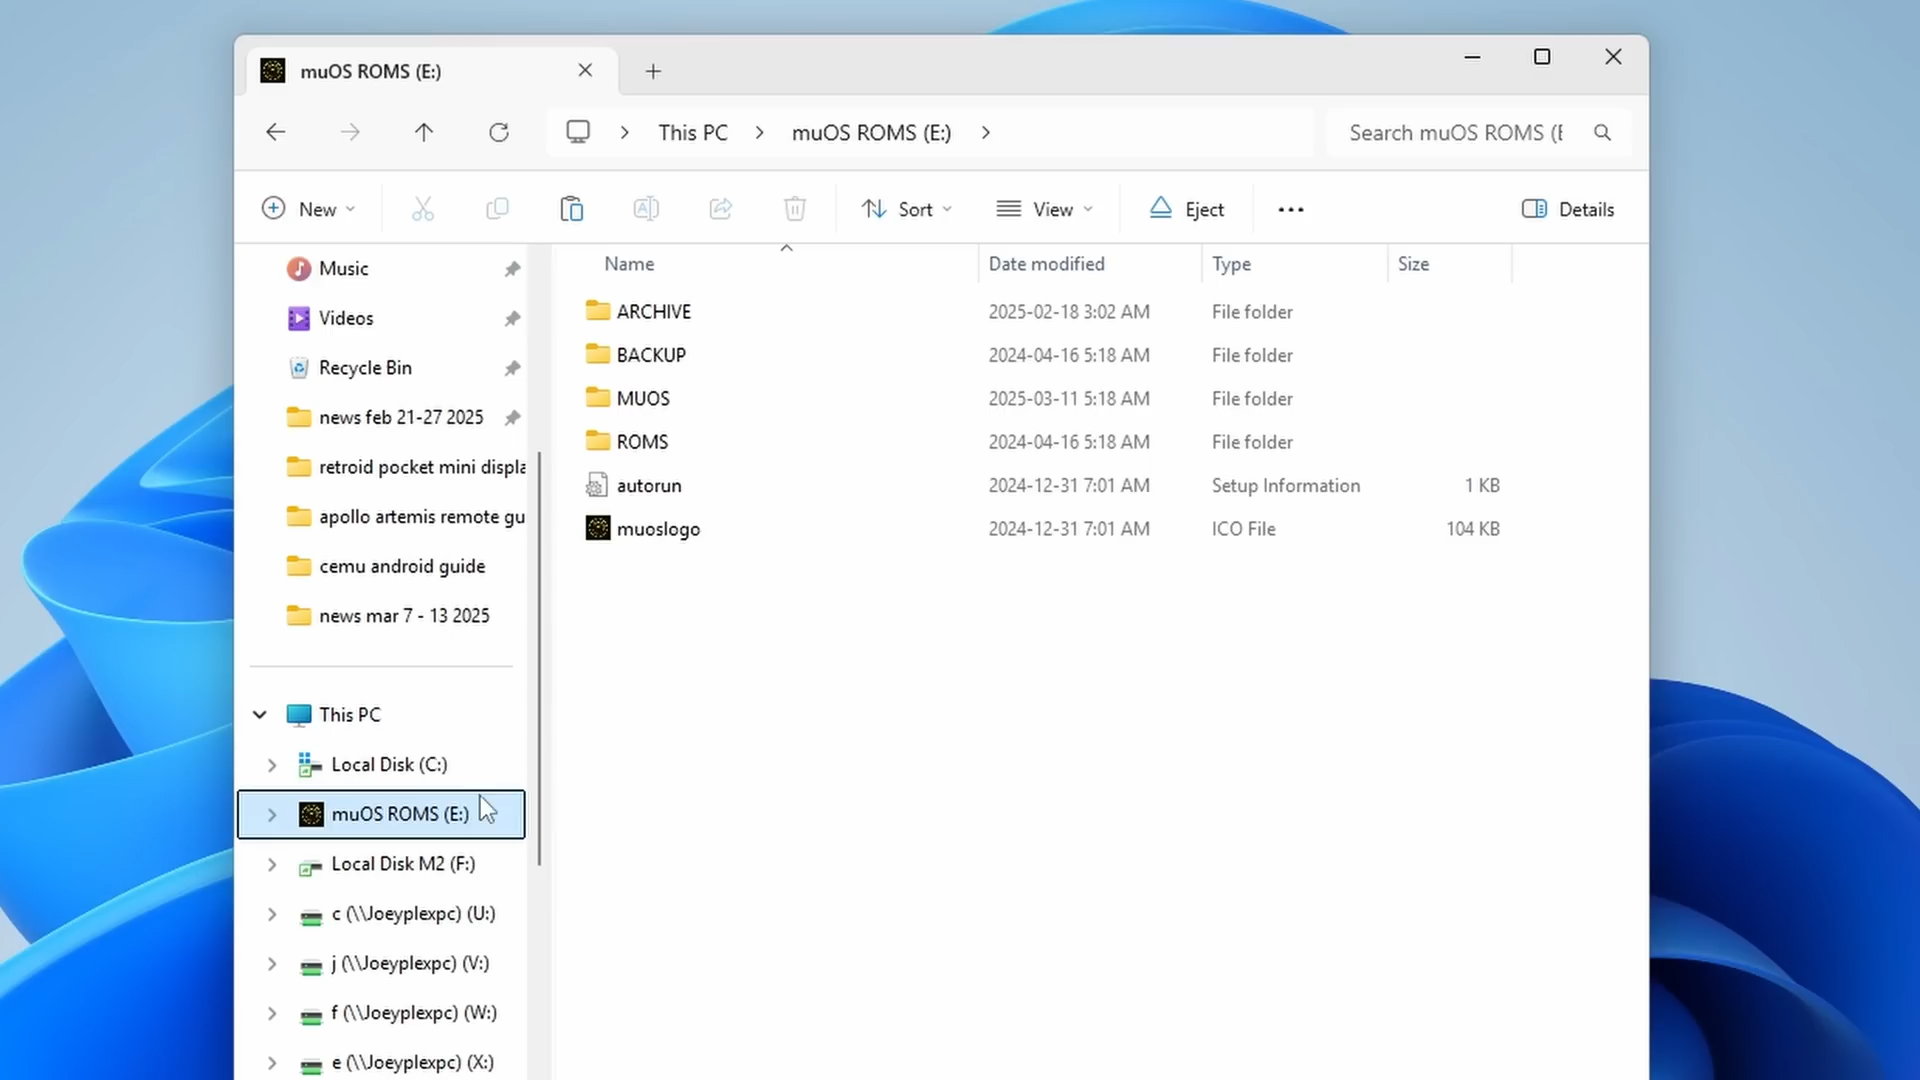 muOS ROMS (E:)
This PC
muOS ROMS (E:)
Search muOS ROMS (E
New
Sort
View
Eject
Details
Music
Videos
Recycle Bin
news feb 21-27 2025
retroid pocket mini displa
apollo artemis remote gu
cemu android guide
news mar 7 - 13 2025
This PC
Local Disk (C:)
muOS ROMS (E:)
Local Disk M2 (F:)
c (\\Joeyplexpc) (U:)
j (\\Joeyplexpc) (V:)
f (\\Joeyplexpc) (W:)
e (\\Joeyplexpc) (X:)
Name Date modified Type Size
ARCHIVE 2025-02-18 3:02 AM File folder
BACKUP 2024-04-16 5:18 AM File folder
MUOS 2025-03-11 5:18 AM File folder
ROMS 2024-04-16 5:18 AM File folder
autorun 2024-12-31 7:01 AM Setup Information 1 KB
muoslogo 2024-12-31 7:01 AM ICO File 104 KB